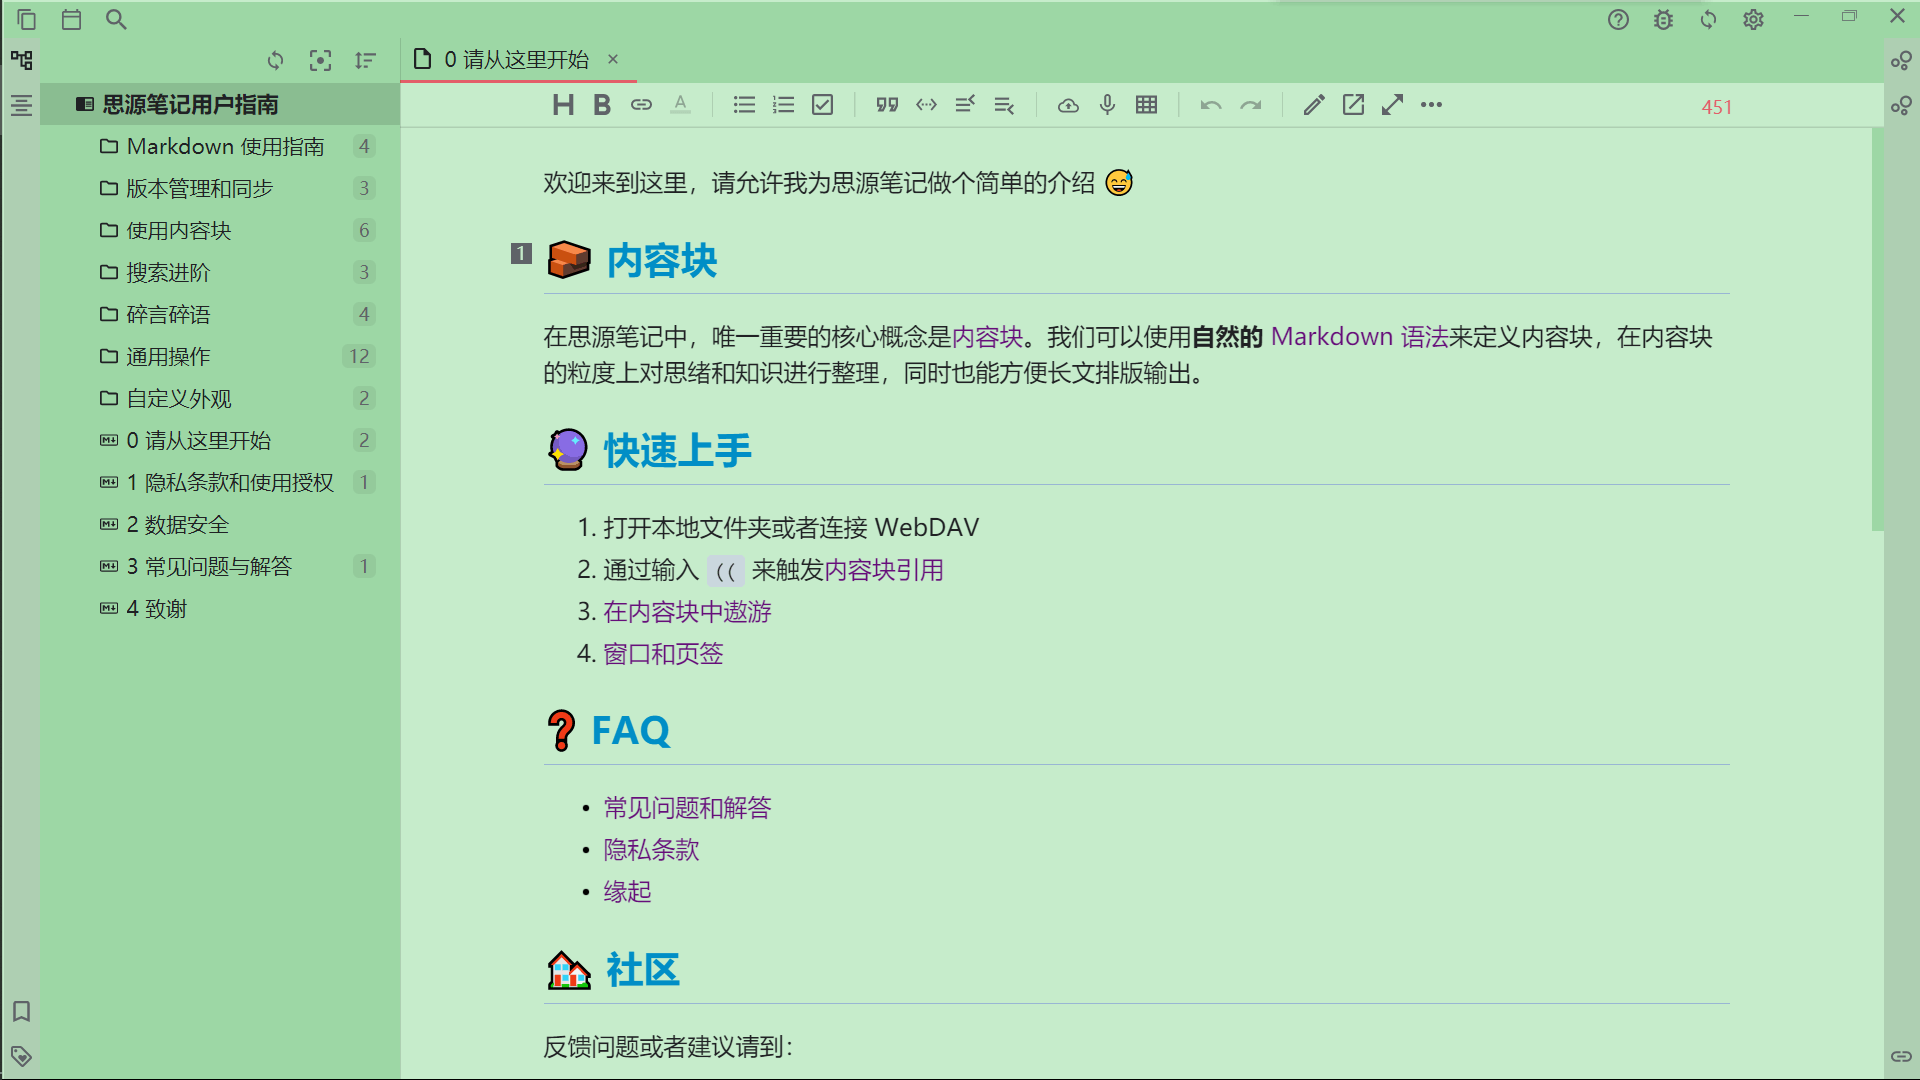 0 请从这里开始
思源笔记用户指南
Markdown 使用指南 4
版本管理和同步 3
使用内容块 6
搜索进阶 3
碎言碎语 4
通用操作 12
自定义外观 2
0 请从这里开始 2
1 隐私条款和使用授权 1
2 数据安全
3 常见问题与解答 1
4 致谢
451
欢迎来到这里，请允许我为思源笔记做个简单的介绍 😅
1
内容块
在思源笔记中，唯一重要的核心概念是内容块。我们可以使用自然的 Markdown 语法来定义内容块，在内容块
的粒度上对思绪和知识进行整理，同时也能方便长文排版输出。
快速上手
1. 打开本地文件夹或者连接 WebDAV
2. 通过输入 (( 来触发内容块引用
3. 在内容块中遨游
4. 窗口和页签
FAQ
• 常见问题和解答
• 隐私条款
• 缘起
社区
反馈问题或者建议请到：